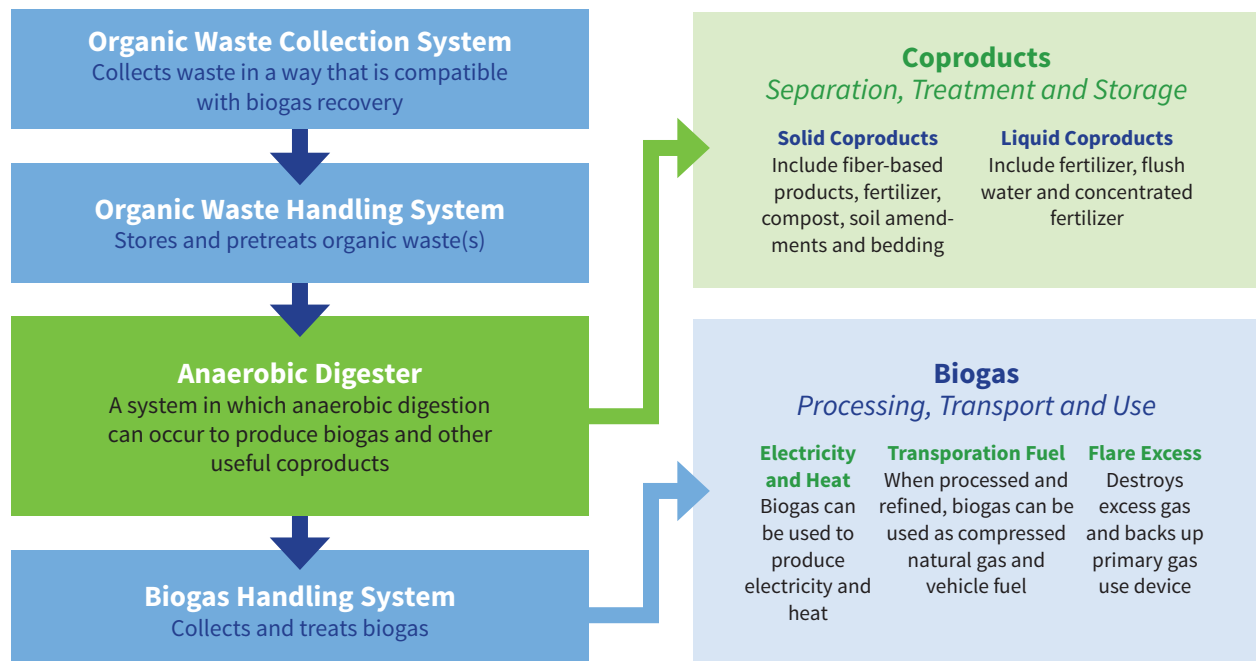 Organic Waste Collection System
Collects waste in a way that is compatible
with biogas recovery
Organic Waste Handling System
Stores and pretreats organic waste(s)
Anaerobic Digester
A system in which anaerobic digestion
can occur to produce biogas and other
useful coproducts
Biogas Handling System
Collects and treats biogas
Coproducts
Separation, Treatment and Storage
Solid Coproducts
Include fiber-based
products, fertilizer,
compost, soil amend-
ments and bedding
Liquid Coproducts
Include fertilizer, flush
water and concentrated
fertilizer
Biogas
Processing, Transport and Use
Electricity
and Heat
Biogas can
be used to
produce
electricity and
heat
Transporation Fuel
When processed and
refined, biogas can be
used as compressed
natural gas and
vehicle fuel
Flare Excess
Destroys
excess gas
and backs up
primary gas
use device